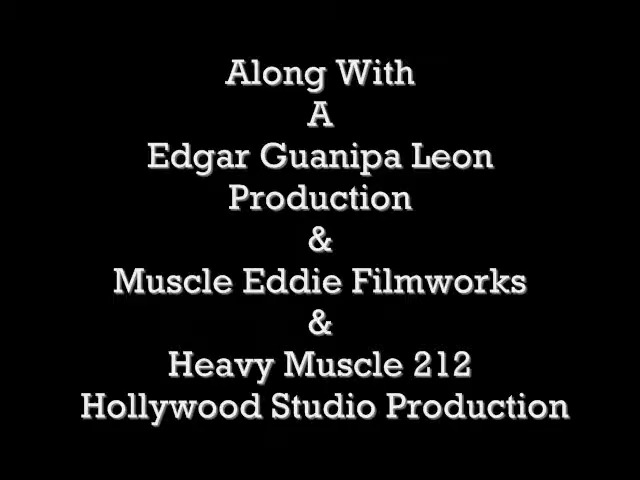 Along With
A
Edgar Guanipa Leon
Production
&
Muscle Eddie Filmworks
&
Heavy Muscle 212
Hollywood Studio Production